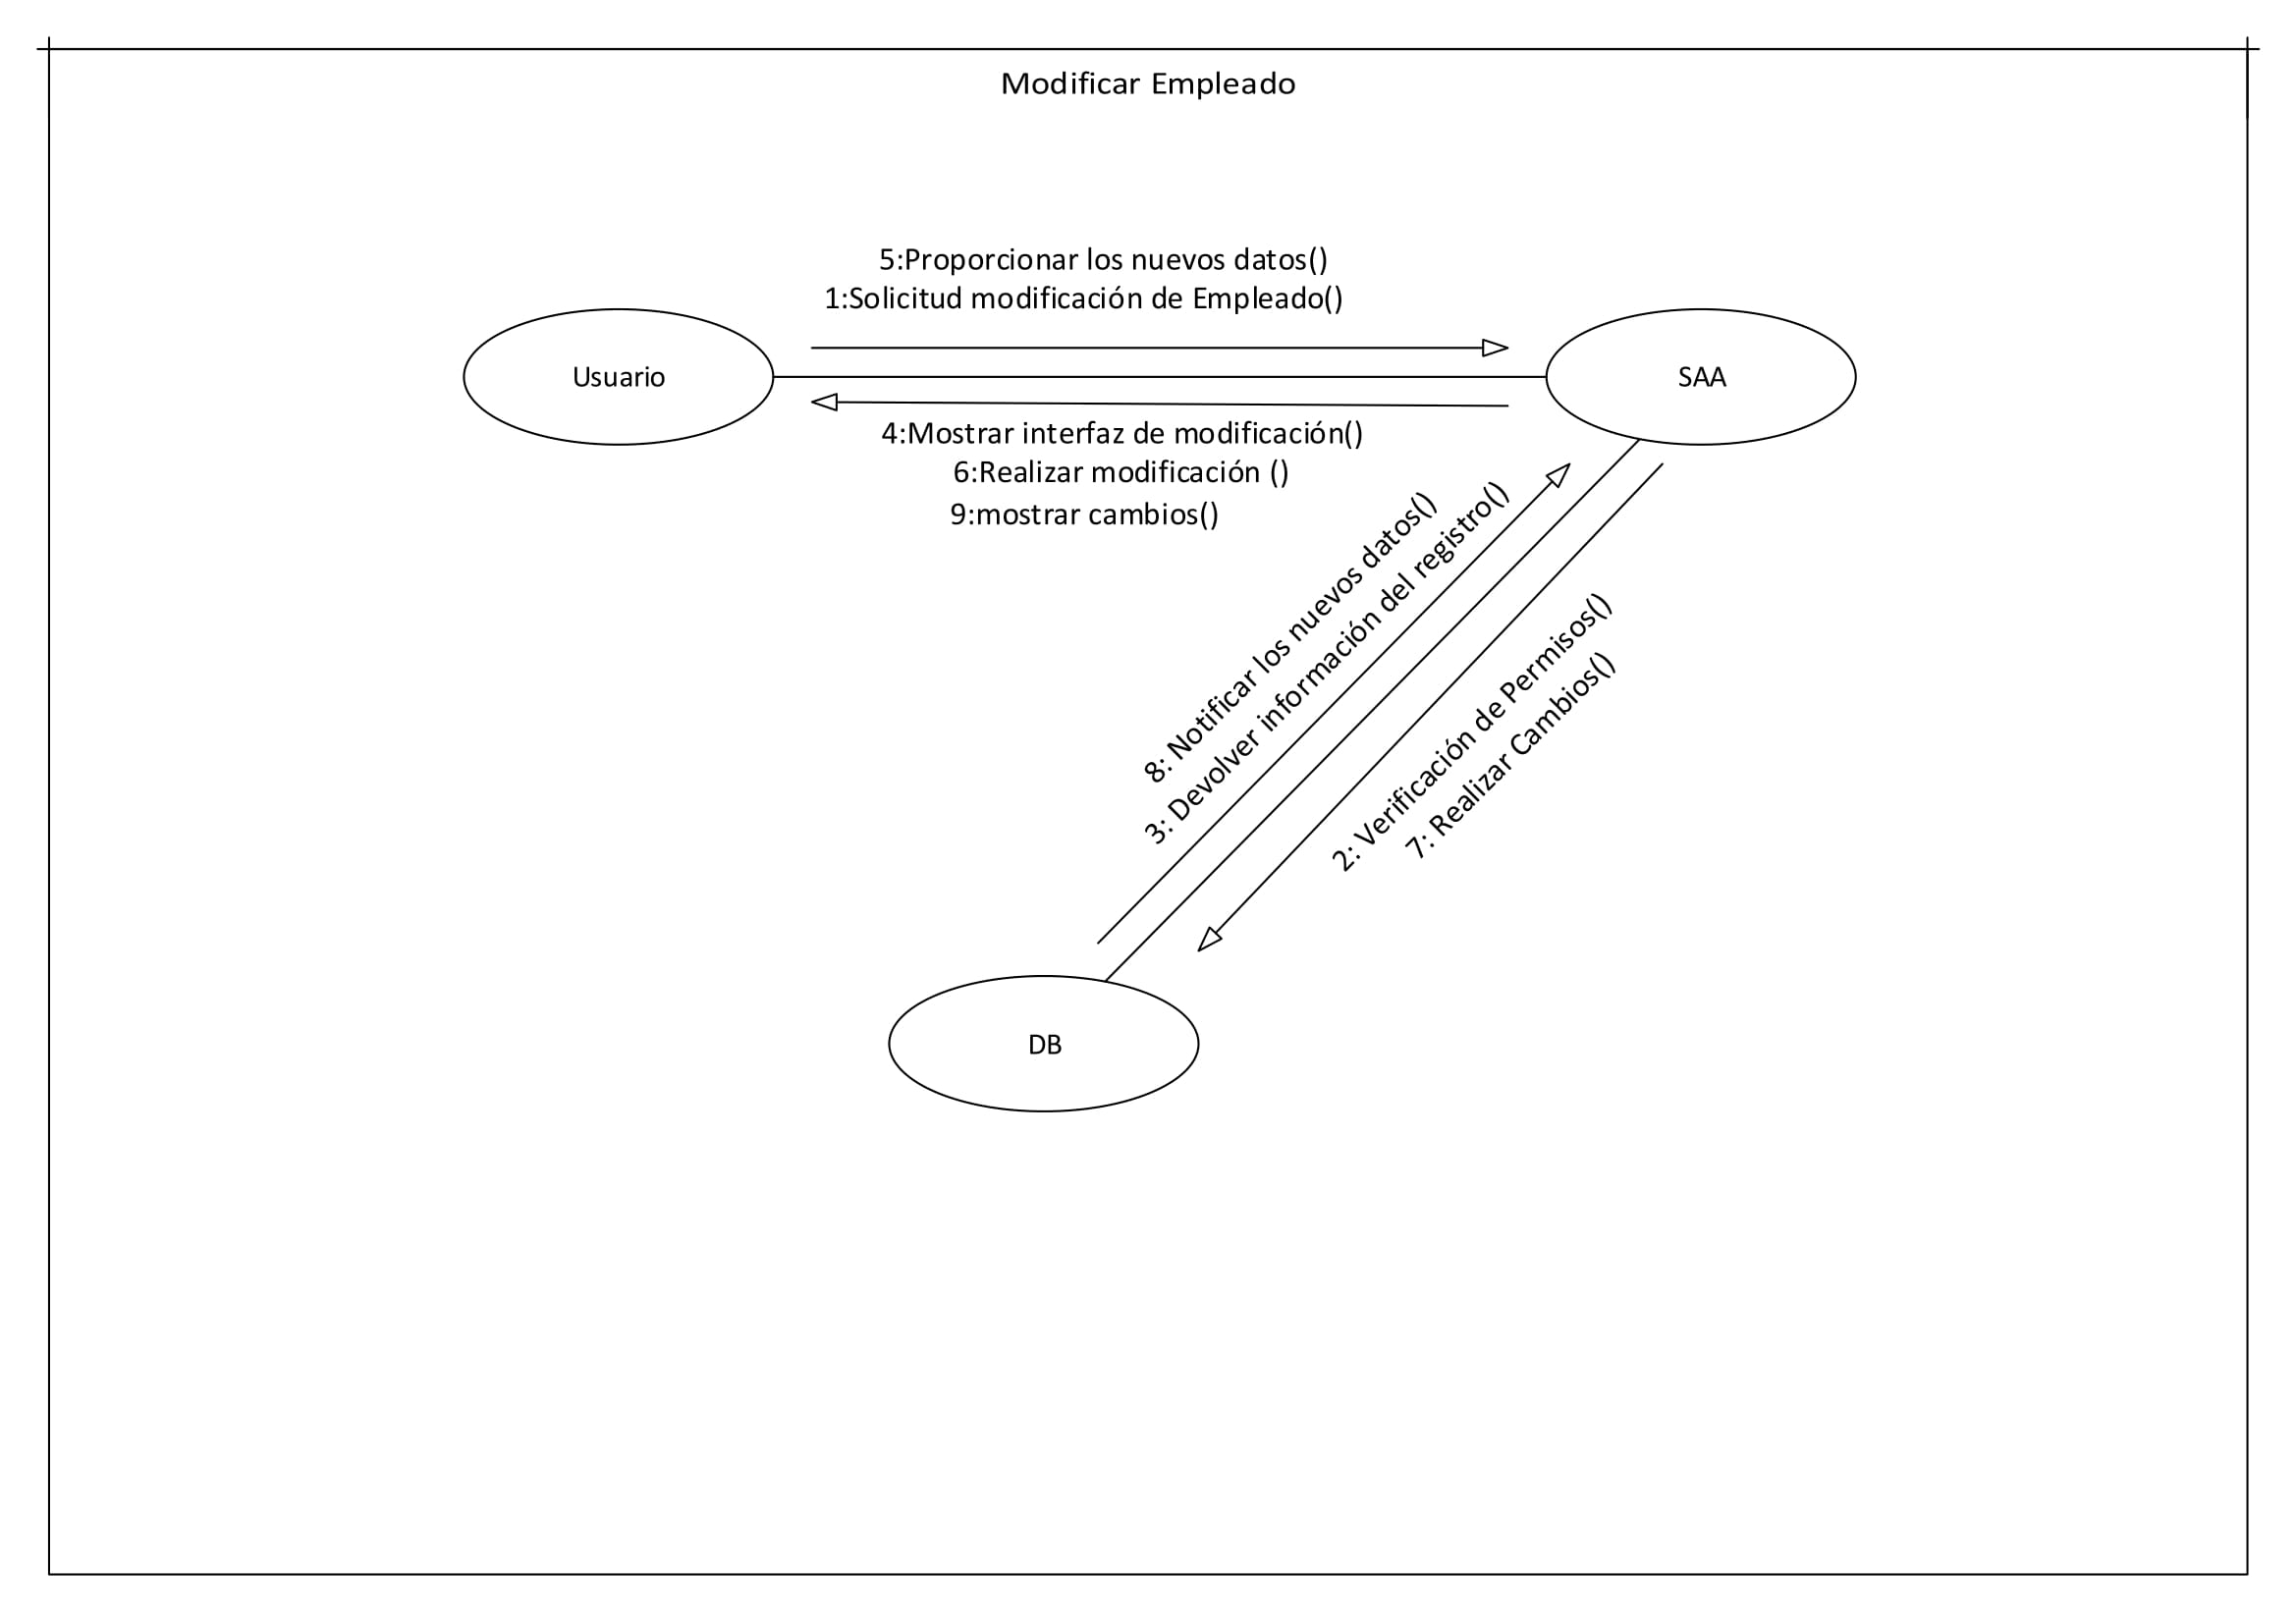 Modificar Empleado
5:Proporcionar los nuevos datos()
1:Solicitud modificación de Empleado()
Usuario
SAA
4:Mostrar interfaz de modificación()
6:Realizar modificación ()
9:mostrar cambios()
8: Notificar los nuevos datos()
3: Devolver información del registro()
2: Verificación de Permisos()
7: Realizar Cambios()
DB